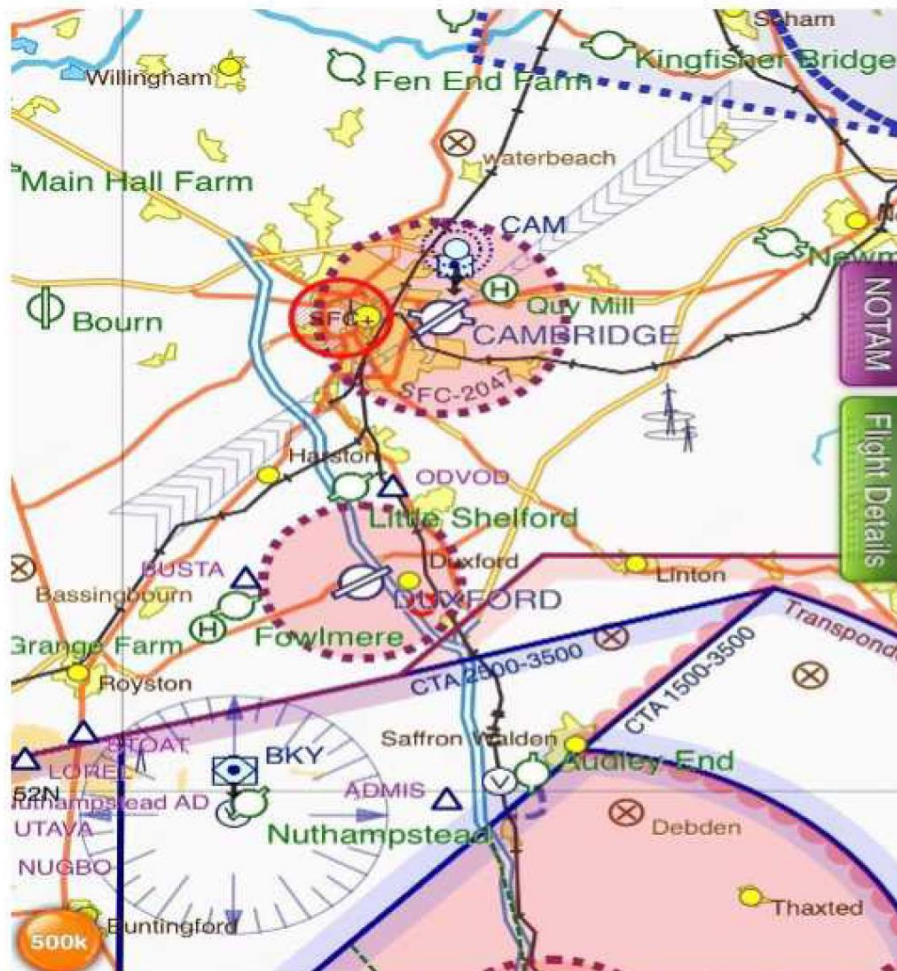 Soham
Kingfisher Bridge
Willingham
Fen End Farm
waterbeach
Main Hall Farm
CAM
Newm
NOTAM
Quy Mill
H
Bourn
SFC
CAMBRIDGE
SFC-2047
Flight Details
Harston
ODVOD
Little Shelford
Duxford
Linton
BUSTA
Bassingbourn
DUXFORD
H
Fowlmere
Transpond
Grange Farm
CTA 2500-3500
CTA 1500-3500
Royston
STOAT
Saffron Walden
BKY
Audley End
LOREL
52N
Nuthampstead AD
V
V
ADMIS
Nuthampstead
Debden
UTAVA
NUGBO
Thaxted
Buntingford
500k